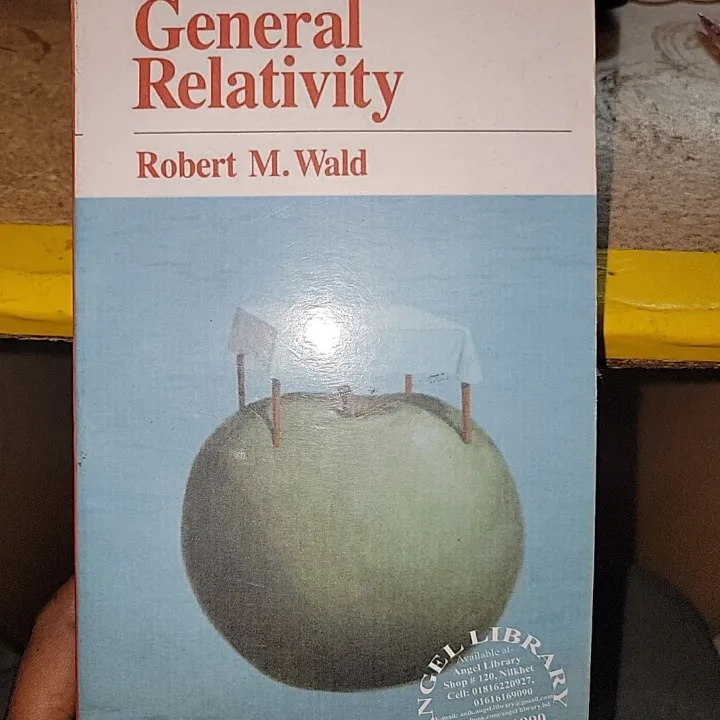 General
Relativity
Robert M. Wald
ANGEL LIBRARY
Available at-
Angel Library
Shop # 120, Nilkhet
Cell: 01816220927,
01616169090